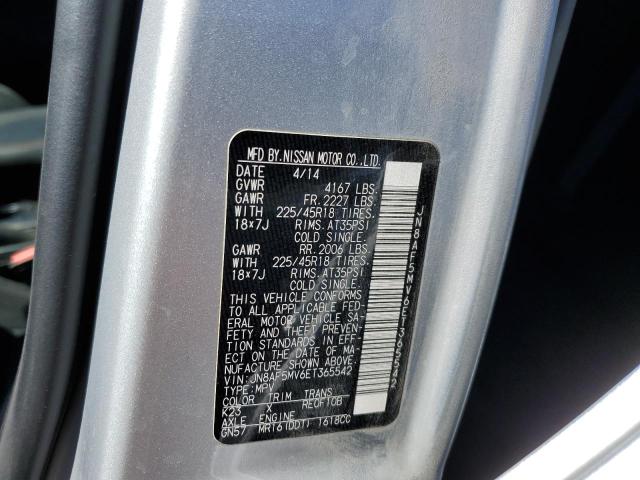 MFD BY.NISSAN MOTOR CO.,LTD.
DATE 4/14
GVWR 4167 LBS.
GAWR FR. 2227 LBS.
WITH 225/45R18 TIRES.
18x7J RIMS.AT35PSI
COLD SINGLE.
GAWR RR. 2006 LBS.
WITH 225/45R18 TIRES.
18x7J RIMS.AT35PSI
COLD SINGLE.
THIS VEHICLE CONFORMS
TO ALL APPLICABLE FED-
ERAL MOTOR VEHICLE SA-
FETY AND THEFT PREVEN-
TION STANDARDS IN EFF-
ECT ON THE DATE OF MA-
NUFACTURE SHOWN ABOVE.
VIN:JN8AF5MV6ET365542
TYPE:MPV
COLOR TRIM TRANS
K23 X RE0F10B
AXLE ENGINE
GN57 MR16(DDT) 1618CC
JN8AF5MV6ET365542